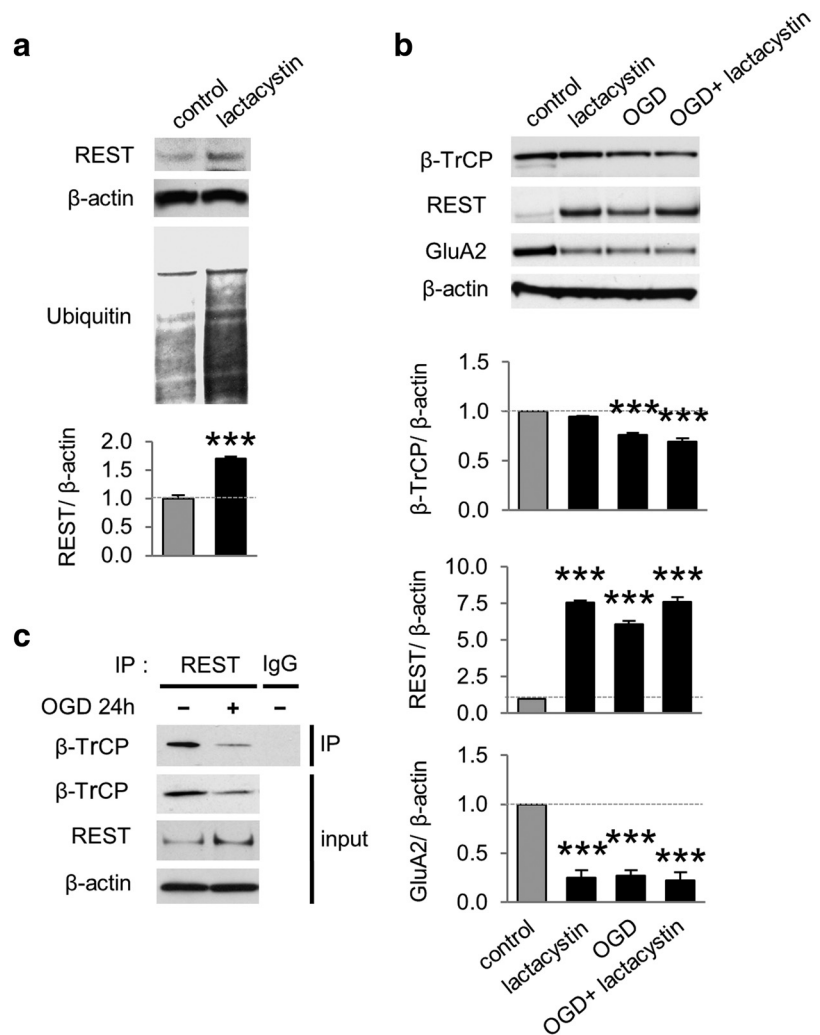 a
control
lactacystin
REST
β-actin
Ubiquitin
REST/ β-actin
2.0
1.5
1.0
0.5
0.0
***
b
control
lactacystin
OGD
OGD+ lactacystin
β-TrCP
REST
GluA2
β-actin
β-TrCP/ β-actin
1.5
1.0
0.5
0.0
***
***
REST/ β-actin
10.0
7.5
5.0
2.5
0.0
***
***
***
GluA2/ β-actin
1.0
0.5
0.0
***
***
***
control
lactacystin
OGD
OGD+ lactacystin
c
IP : REST IgG
OGD 24h – + –
β-TrCP IP
β-TrCP
REST input
β-actin